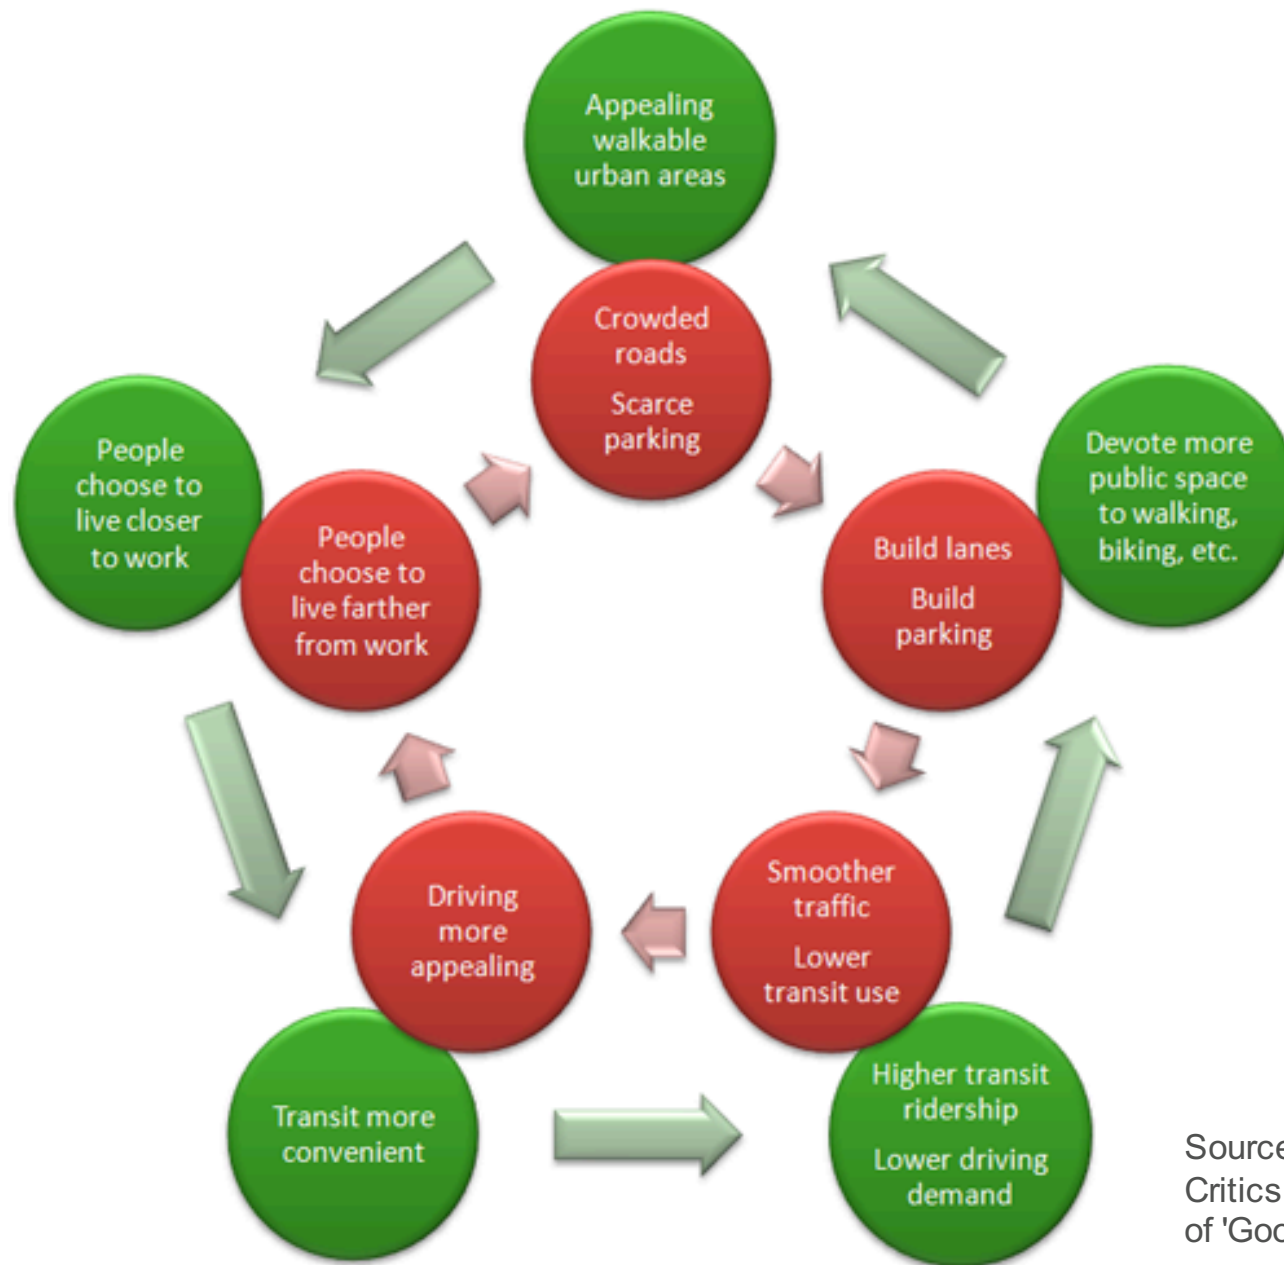 Appealing
walkable
urban areas
Crowded
roads
Scarce
parking
People
choose to
live closer
to work
People
choose to
live farther
from work
Build lanes
Build
parking
Devote more
public space
to walking,
biking, etc.
Driving
more
appealing
Smoother
traffic
Lower
transit use
Transit more
convenient
Higher transit
ridership
Lower driving
demand
Source
Critics
of 'Goo